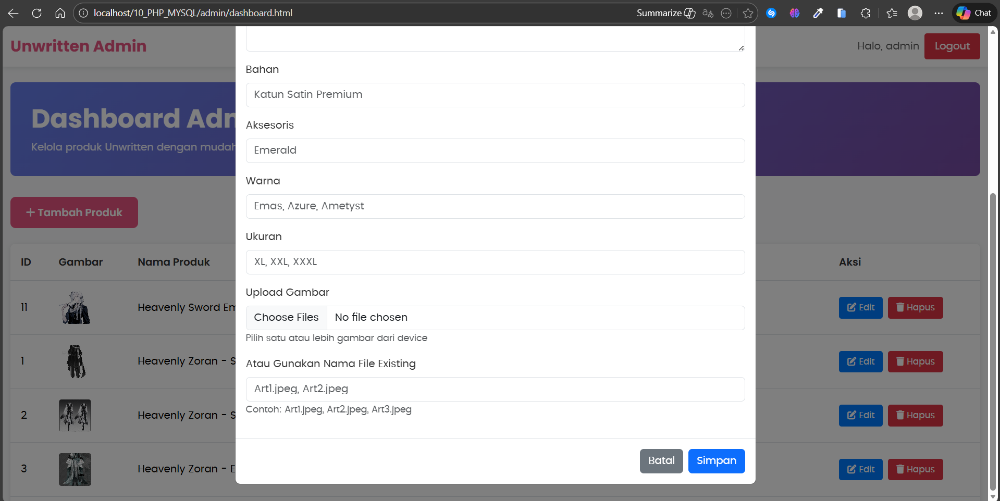 localhost/10_PHP_MYSQL/admin/dashboard.html
Summarize
Chat
Unwritten Admin
Halo, admin
Logout
Dashboard Adm
Kelola produk Unwritten dengan mudah
+ Tambah Produk
ID Gambar Nama Produk Aksi
11 Heavenly Sword Em Edit Hapus
1 Heavenly Zoran - S Edit Hapus
2 Heavenly Zoran - S Edit Hapus
3 Heavenly Zoran - E Edit Hapus
Bahan
Katun Satin Premium
Aksesoris
Emerald
Warna
Emas, Azure, Ametyst
Ukuran
XL, XXL, XXXL
Upload Gambar
Choose Files No file chosen
Pilih satu atau lebih gambar dari device
Atau Gunakan Nama File Existing
Art1.jpeg, Art2.jpeg
Contoh: Art1.jpeg, Art2.jpeg, Art3.jpeg
Batal
Simpan